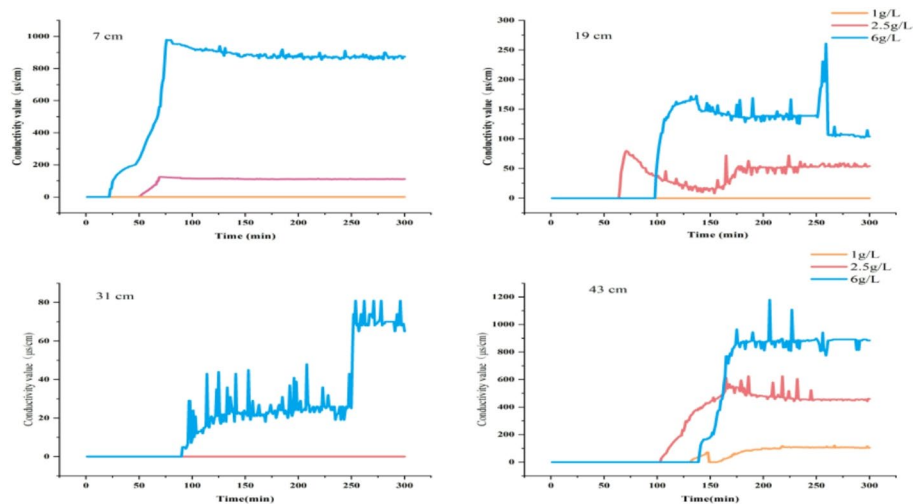 7 cm
Conductivity value (μs/cm)
1000
800
600
400
200
0
0 50 100 150 200 250 300
Time (min)
19 cm
1g/L
2.5g/L
6g/L
Conductivity value (μs/cm)
300
250
200
150
100
50
0
0 50 100 150 200 250 300
Time (min)
31 cm
Conductivity value (μs/cm)
80
60
40
20
0
0 50 100 150 200 250 300
Time(min)
43 cm
1g/L
2.5g/L
6g/L
Conductivity value (μs/cm)
1200
1000
800
600
400
200
0
0 50 100 150 200 250 300
Time(min)